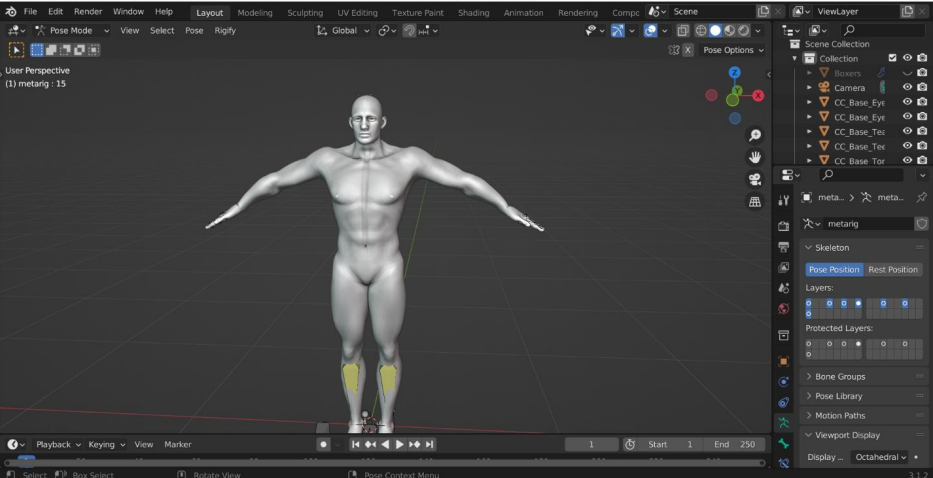 File Edit Render Window Help Layout Modeling Sculpting UV Editing Texture Paint Shading Animation Rendering Compc Scene ViewLayer
Pose Mode View Select Pose Rigify Global
X Pose Options
User Perspective
(1) metarig : 15
Z
Y
X
Scene Collection
Collection
Boxers
Camera
CC_Base_Eye
CC_Base_Eye
CC_Base_Tea
CC_Base_Tee
CC_Base_Tor
meta... > meta...
metarig
Skeleton
Pose Position Rest Position
Layers:
Protected Layers:
Bone Groups
Pose Library
Motion Paths
Viewport Display
Display ... Octahedral
Playback Keying View Marker 1 Start 1 End 250
Select Box Select Rotate View Pose Context Menu 3.1.2